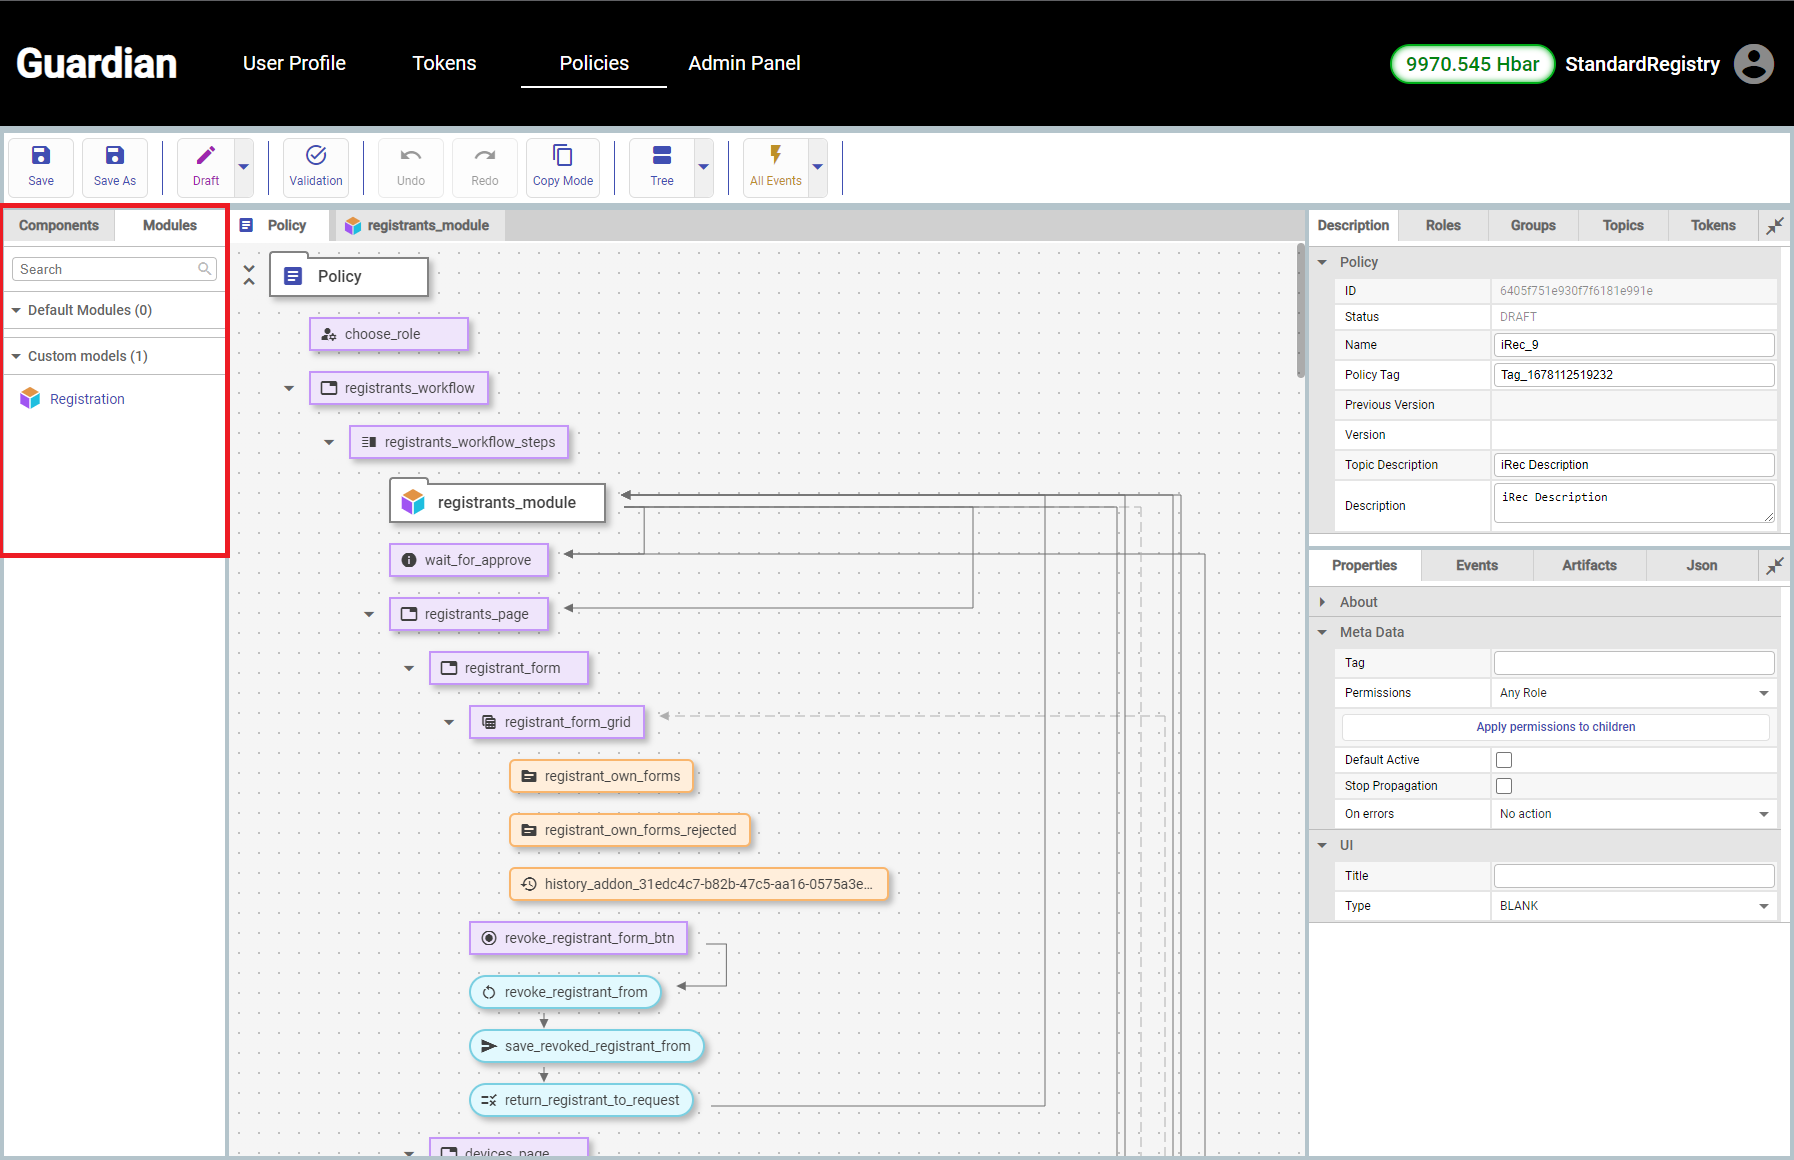 Guardian
User Profile
Tokens
Policies
Admin Panel
9970.545 Hbar
StandardRegistry
Save
Save As
Draft
Validation
Undo
Redo
Copy Mode
Tree
All Events
Components
Modules
Search
Default Modules (0)
Custom models (1)
Registration
Policy
registrants_module
Policy
choose_role
registrants_workflow
registrants_workflow_steps
registrants_module
wait_for_approve
registrants_page
registrant_form
registrant_form_grid
registrant_own_forms
registrant_own_forms_rejected
history_addon_31edc4c7-b82b-47c5-aa16-0575a3e...
revoke_registrant_form_btn
revoke_registrant_from
save_revoked_registrant_from
return_registrant_to_request
devices_page
Description
Roles
Groups
Topics
Tokens
Policy
ID
6405f751e930f7f6181e991e
Status
DRAFT
Name
iRec_9
Policy Tag
Tag_1678112519232
Previous Version
Version
Topic Description
iRec Description
Description
iRec Description
Properties
Events
Artifacts
Json
About
Meta Data
Tag
Permissions
Any Role
Apply permissions to children
Default Active
Stop Propagation
On errors
No action
UI
Title
Type
BLANK